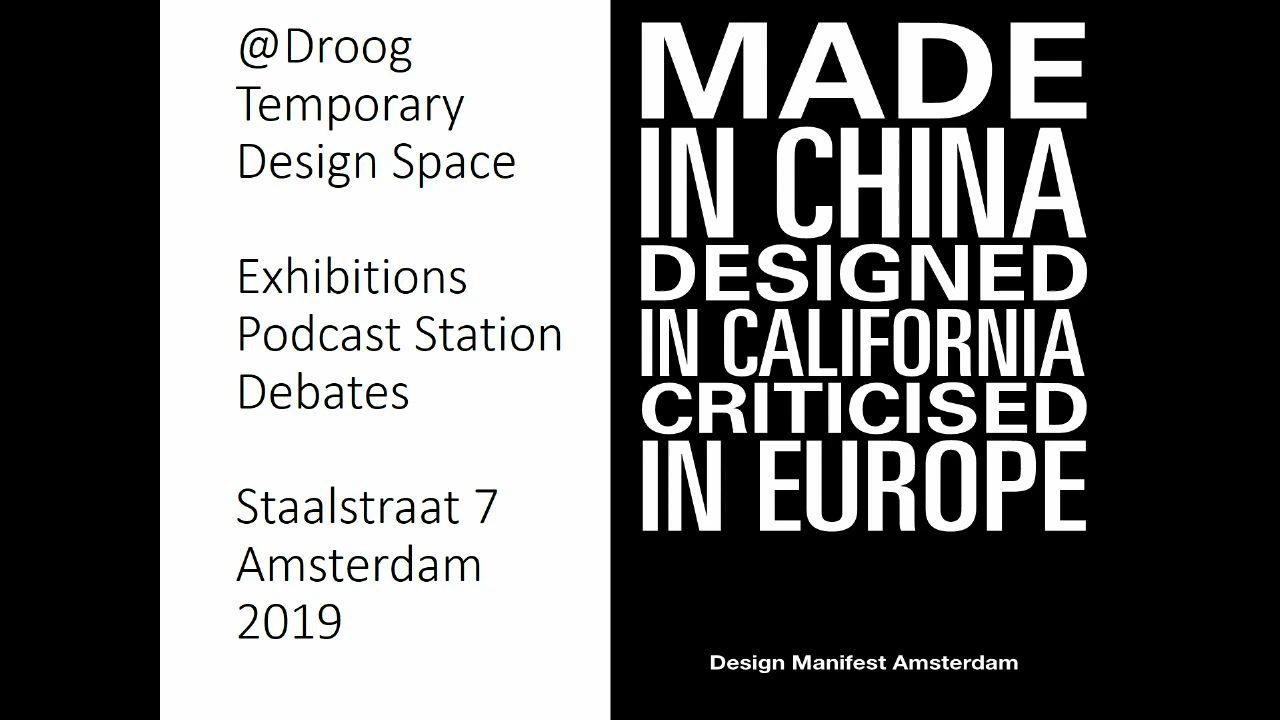 @Droog
Temporary
Design Space
Exhibitions
Podcast Station
Debates
Staalstraat 7
Amsterdam
2019
MADE
IN CHINA
DESIGNED
IN CALIFORNIA
CRITICISED
IN EUROPE
Design Manifest Amsterdam